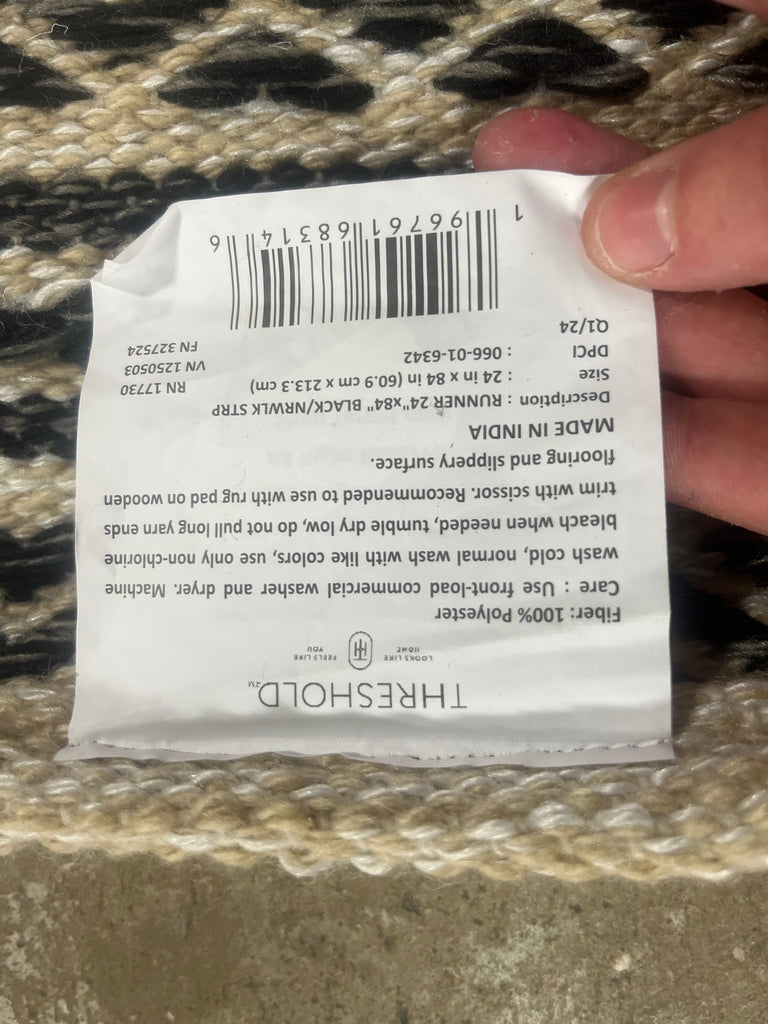 THRESHOLD™
LOOKS LIKE HOME
FEELS LIKE YOU
Fiber: 100% Polyester
Care : Use front-load commercial washer and dryer. Machine
wash cold, normal wash with like colors, use only non-chlorine
bleach when needed, tumble dry low, do not pull long yarn ends
trim with scissor. Recommended to use with rug pad on wooden
flooring and slippery surface.
MADE IN INDIA
Description : RUNNER 24"x84" BLACK/NRWLK STRP
Size : 24 in x 84 in (60.9 cm x 213.3 cm)
DPCI : 066-01-6342
Q1/24
RN 17730
VN 1250503
FN 327524
1 96761 68314 6